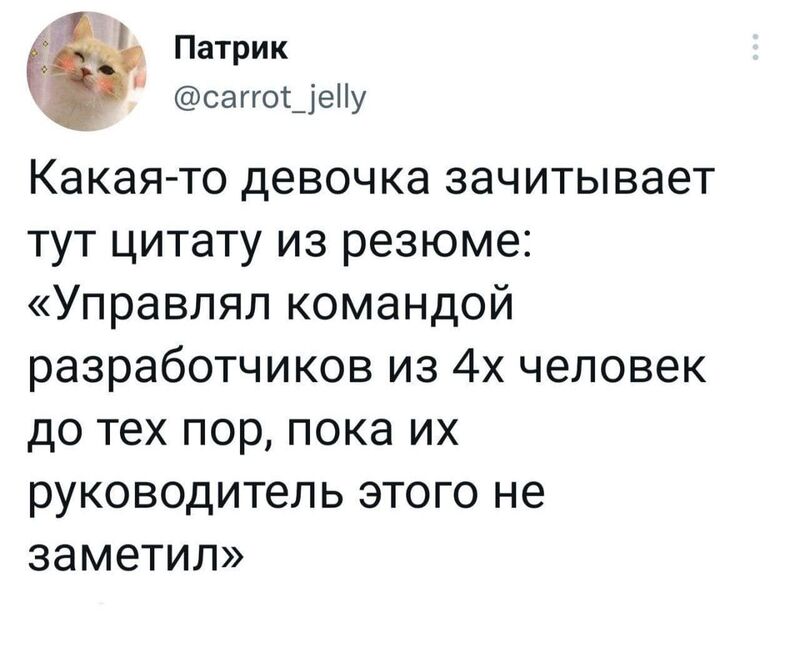 Патрик
@carrot_jelly
Какая-то девочка зачитывает
тут цитату из резюме:
«Управлял командой
разработчиков из 4х человек
до тех пор, пока их
руководитель этого не
заметил»